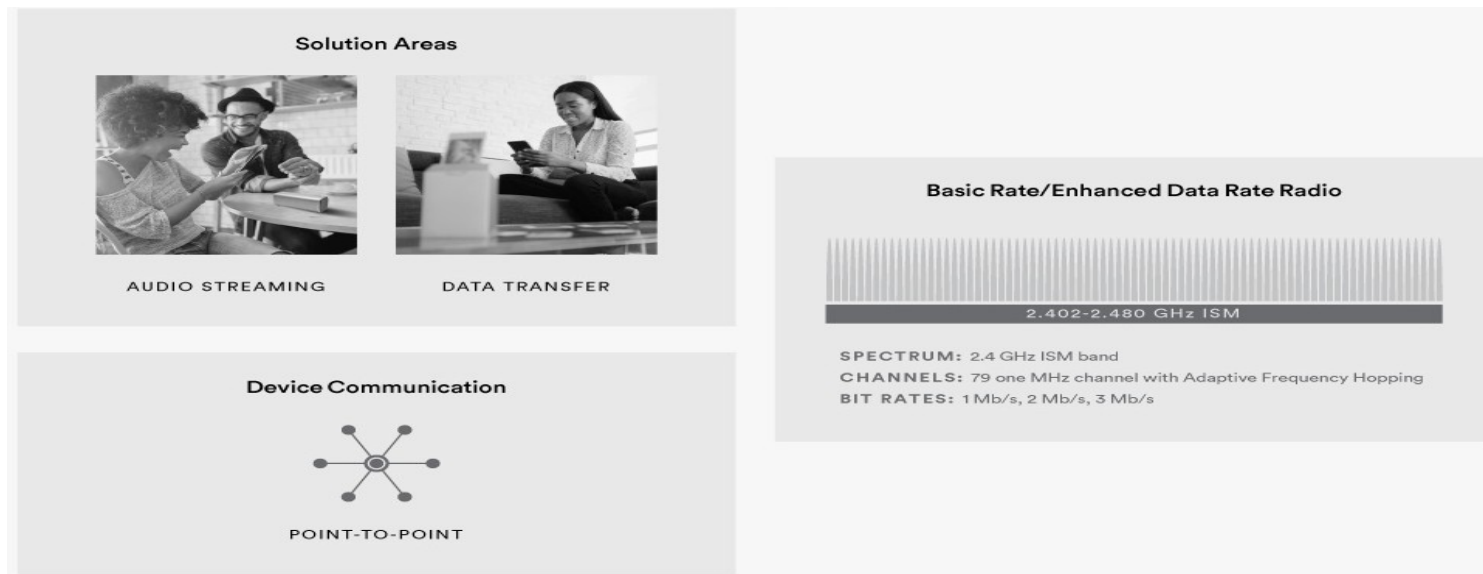 Solution Areas
AUDIO STREAMING
DATA TRANSFER
Device Communication
POINT-TO-POINT
Basic Rate/Enhanced Data Rate Radio
2.402-2.480 GHz ISM
SPECTRUM: 2.4 GHz ISM band
CHANNELS: 79 one MHz channel with Adaptive Frequency Hopping
BIT RATES: 1 Mb/s, 2 Mb/s, 3 Mb/s